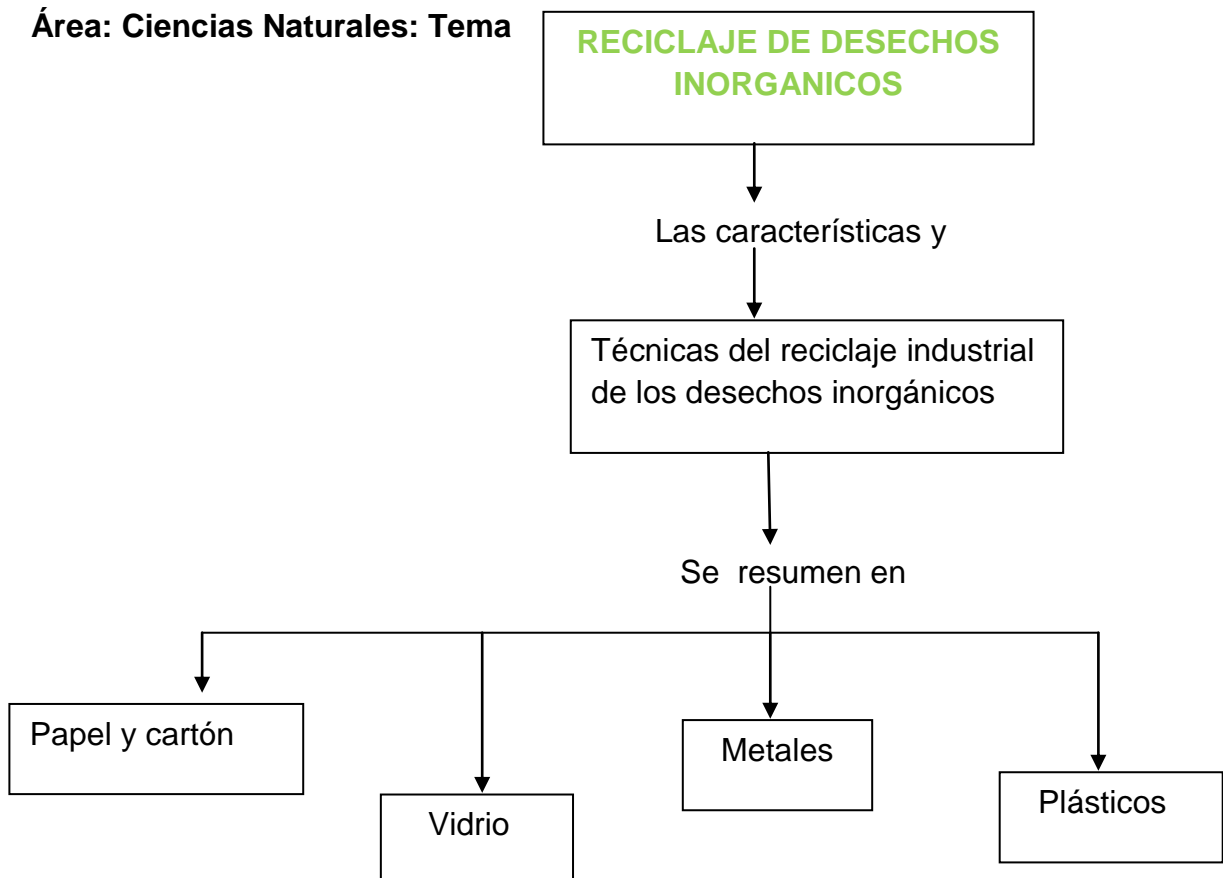 Área: Ciencias Naturales: Tema
RECICLAJE DE DESECHOS
INORGANICOS
Las características y
Técnicas del reciclaje industrial
de los desechos inorgánicos
Se  resumen en
Papel y cartón
Vidrio
Metales
Plásticos